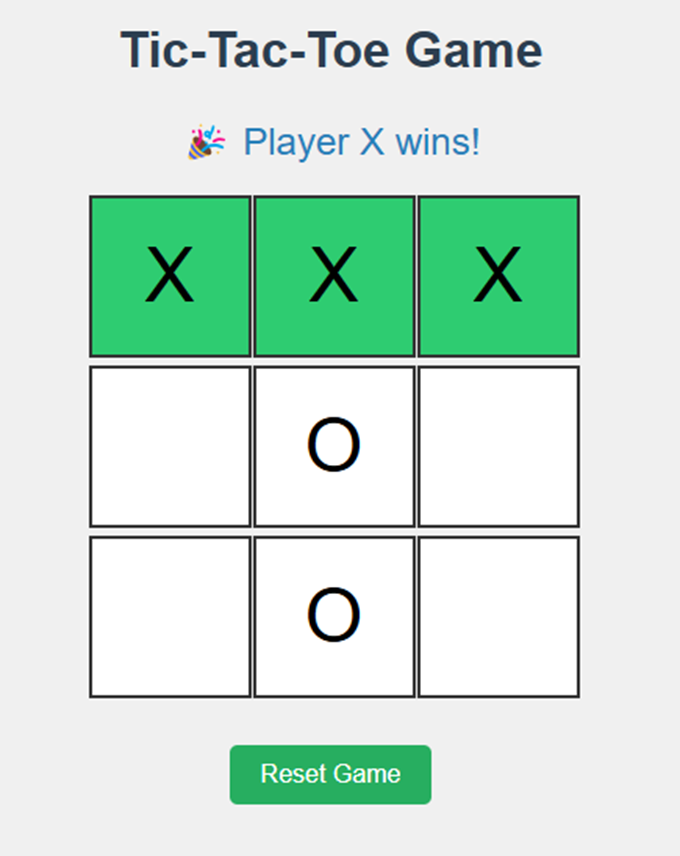 Tic-Tac-Toe Game
🎉 Player X wins!
X X X
O
O
Reset Game